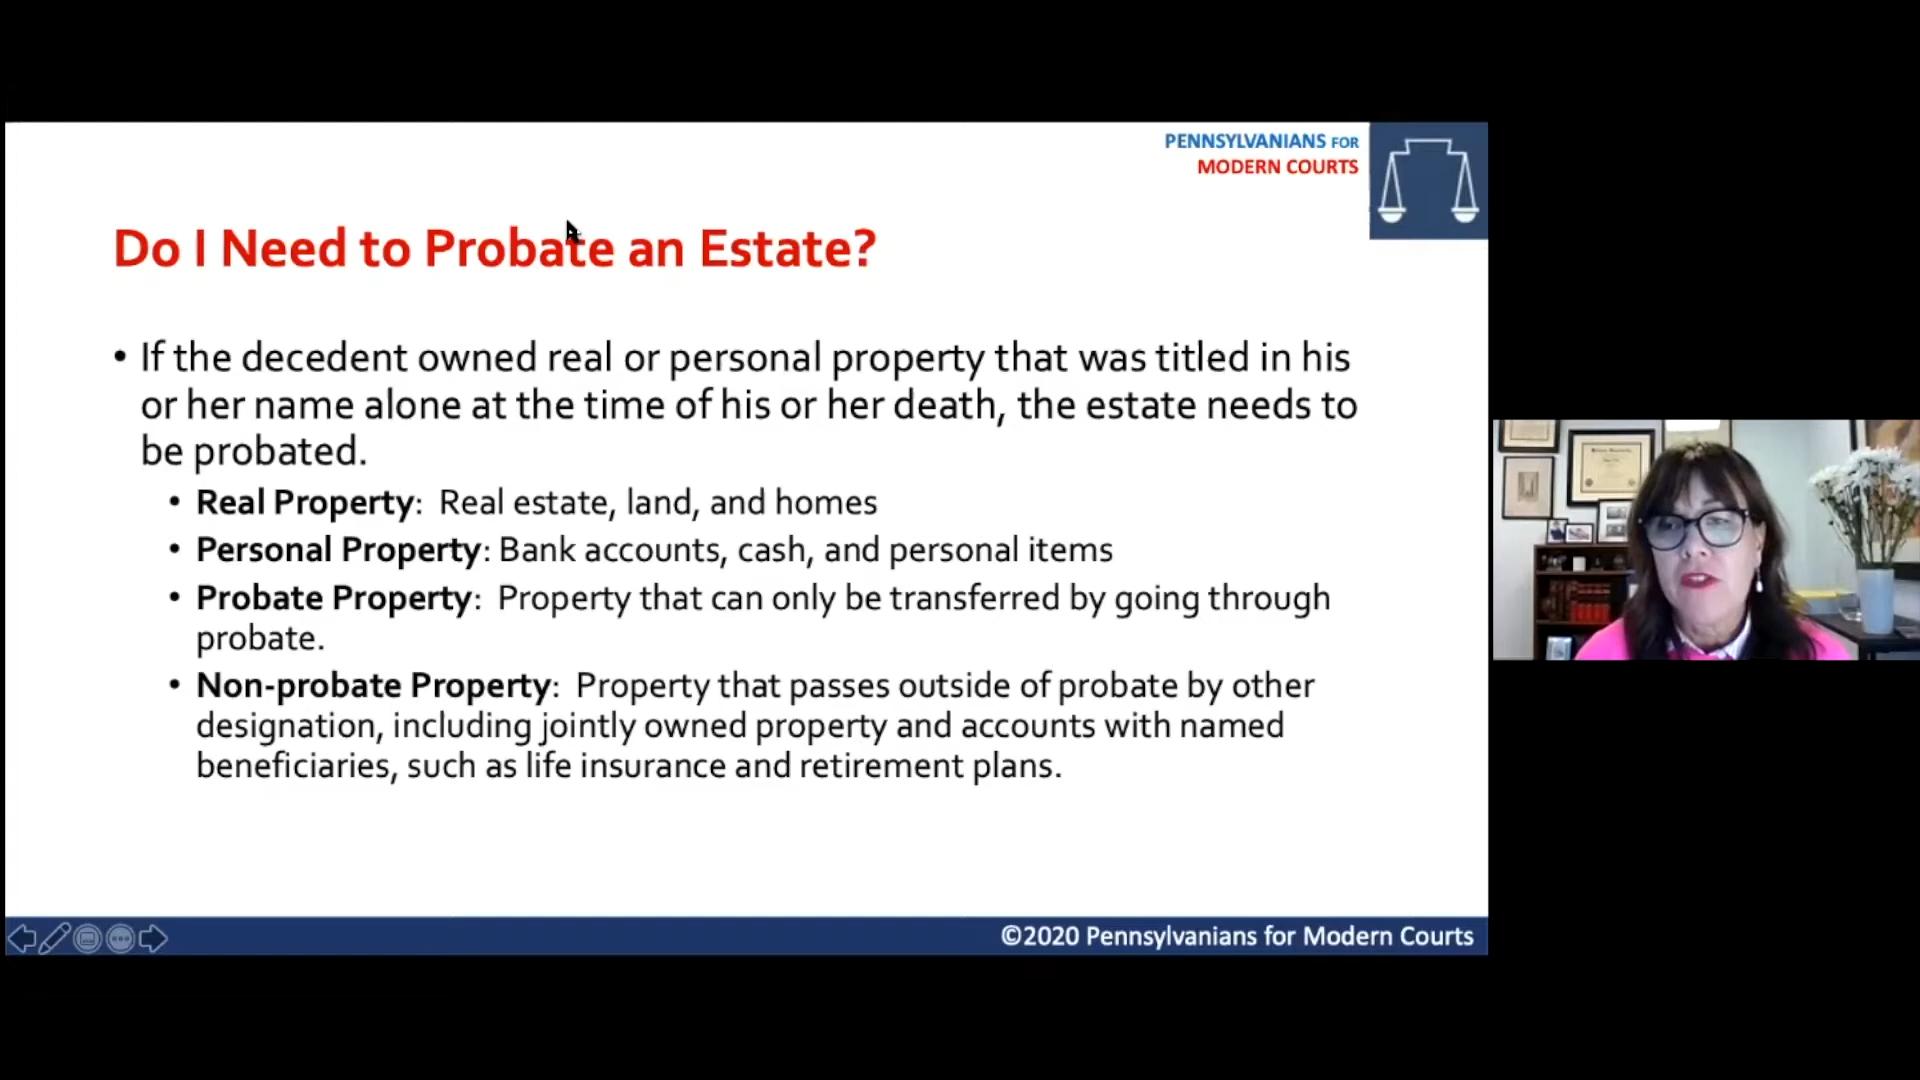 PENNSYLVANIANS FOR
MODERN COURTS
Do I Need to Probate an Estate?
• If the decedent owned real or personal property that was titled in his
or her name alone at the time of his or her death, the estate needs to
be probated.
• Real Property: Real estate, land, and homes
• Personal Property: Bank accounts, cash, and personal items
• Probate Property: Property that can only be transferred by going through
probate.
• Non-probate Property: Property that passes outside of probate by other
designation, including jointly owned property and accounts with named
beneficiaries, such as life insurance and retirement plans.
©2020 Pennsylvanians for Modern Courts